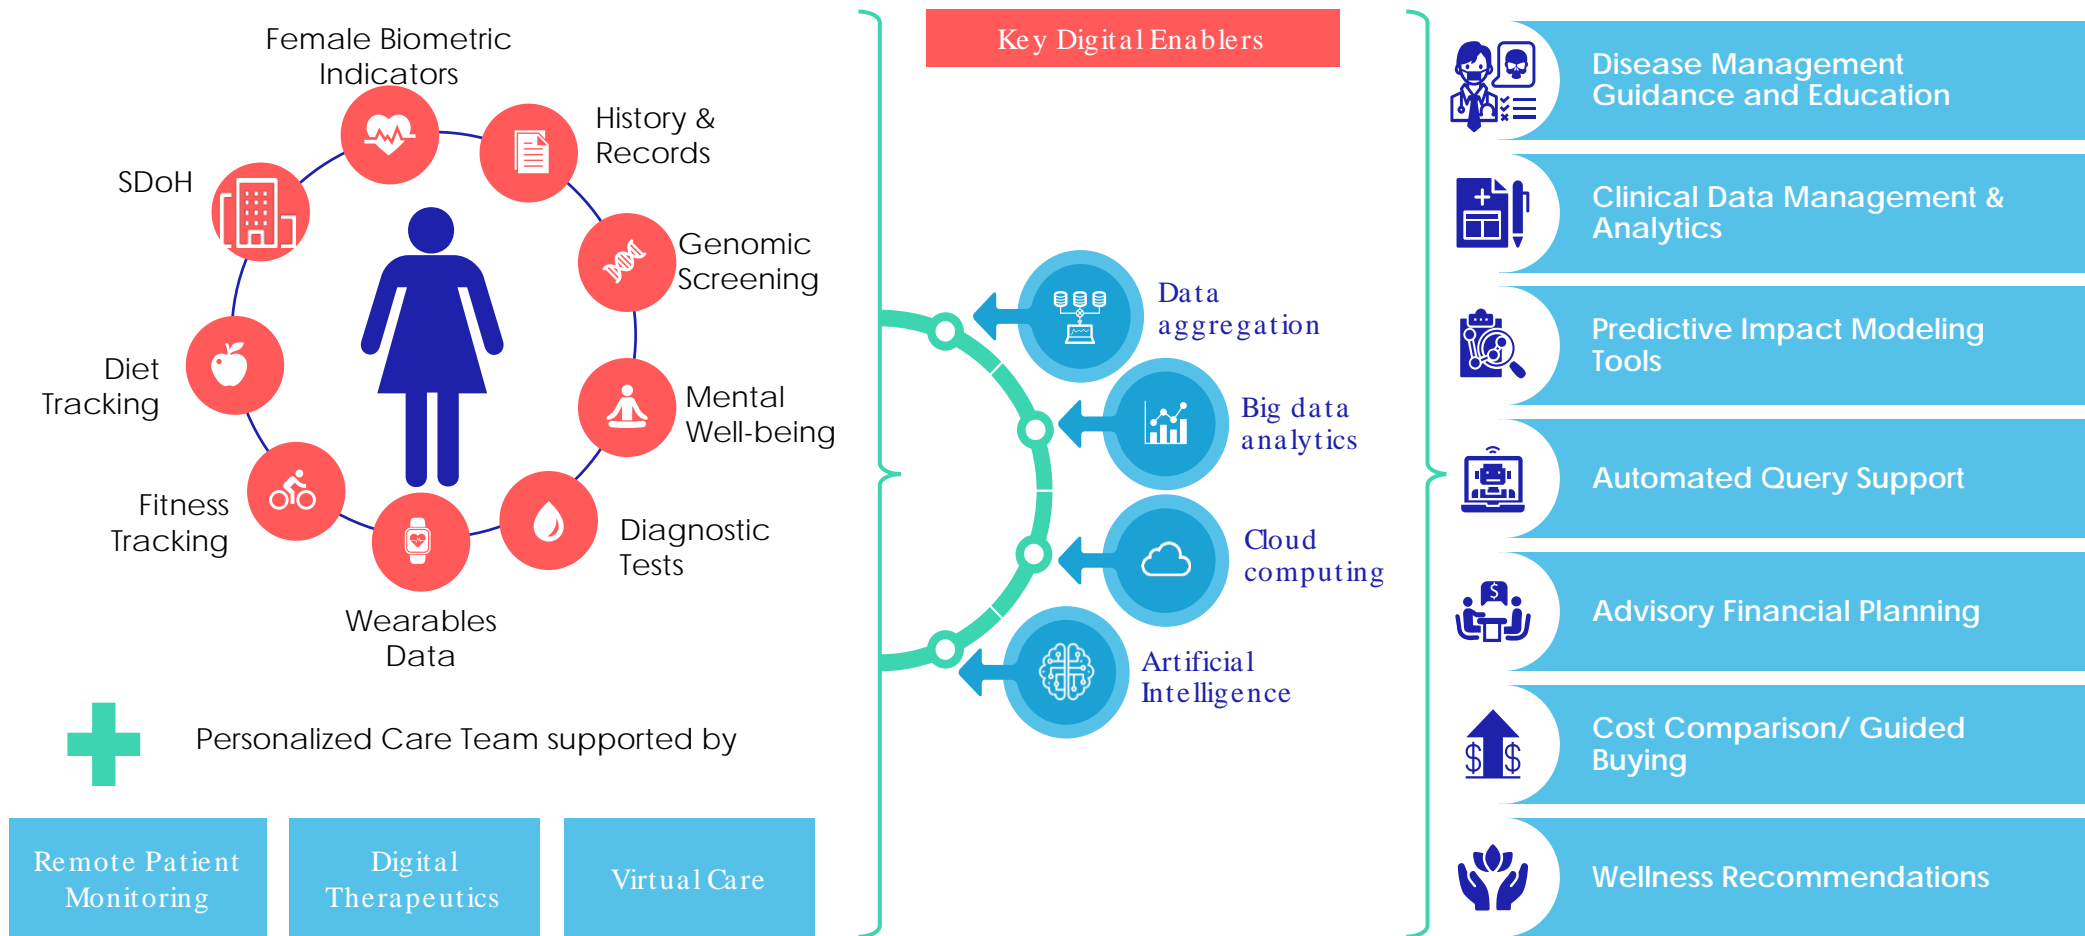 Female Biometric
Indicators
History &
Records
SDoH
Genomic
Screening
Diet
Tracking
Mental
Well-being
Fitness
Tracking
Diagnostic
Tests
Wearables
Data
Personalized Care Team supported by
Remote Patient
Monitoring
Digital
Therapeutics
Virtual Care
Key Digital Enablers
Data
aggregation
Big data
analytics
Cloud
computing
Artificial
Intelligence
Disease Management
Guidance and Education
Clinical Data Management &
Analytics
Predictive Impact Modeling
Tools
Automated Query Support
Advisory Financial Planning
Cost Comparison/ Guided
Buying
Wellness Recommendations